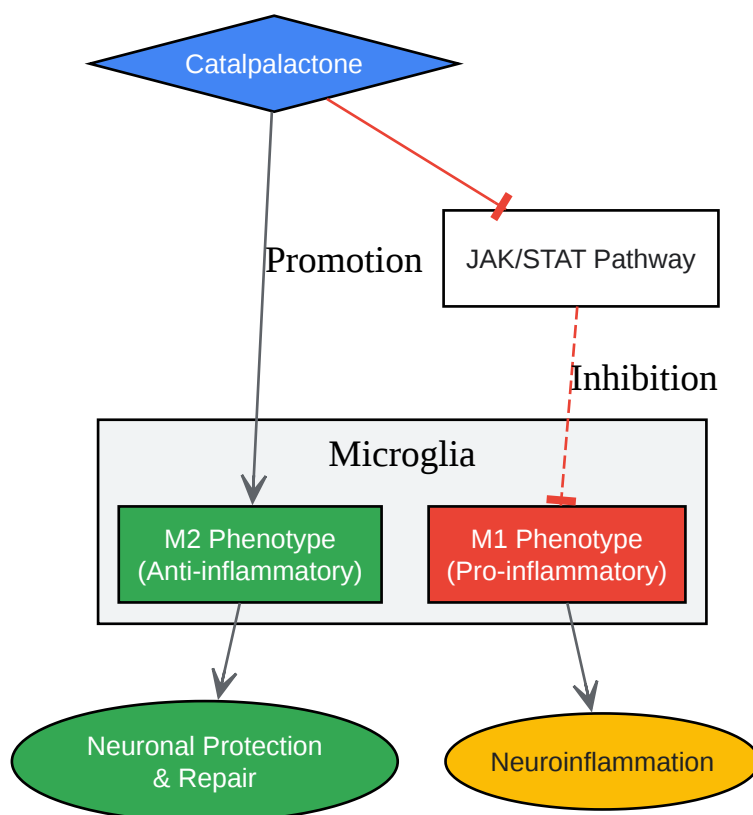 Catalpalactone
Promotion
JAK/STAT Pathway
Inhibition
Microglia
M2 Phenotype
(Anti-inflammatory)
M1 Phenotype
(Pro-inflammatory)
Neuronal Protection
& Repair
Neuroinflammation